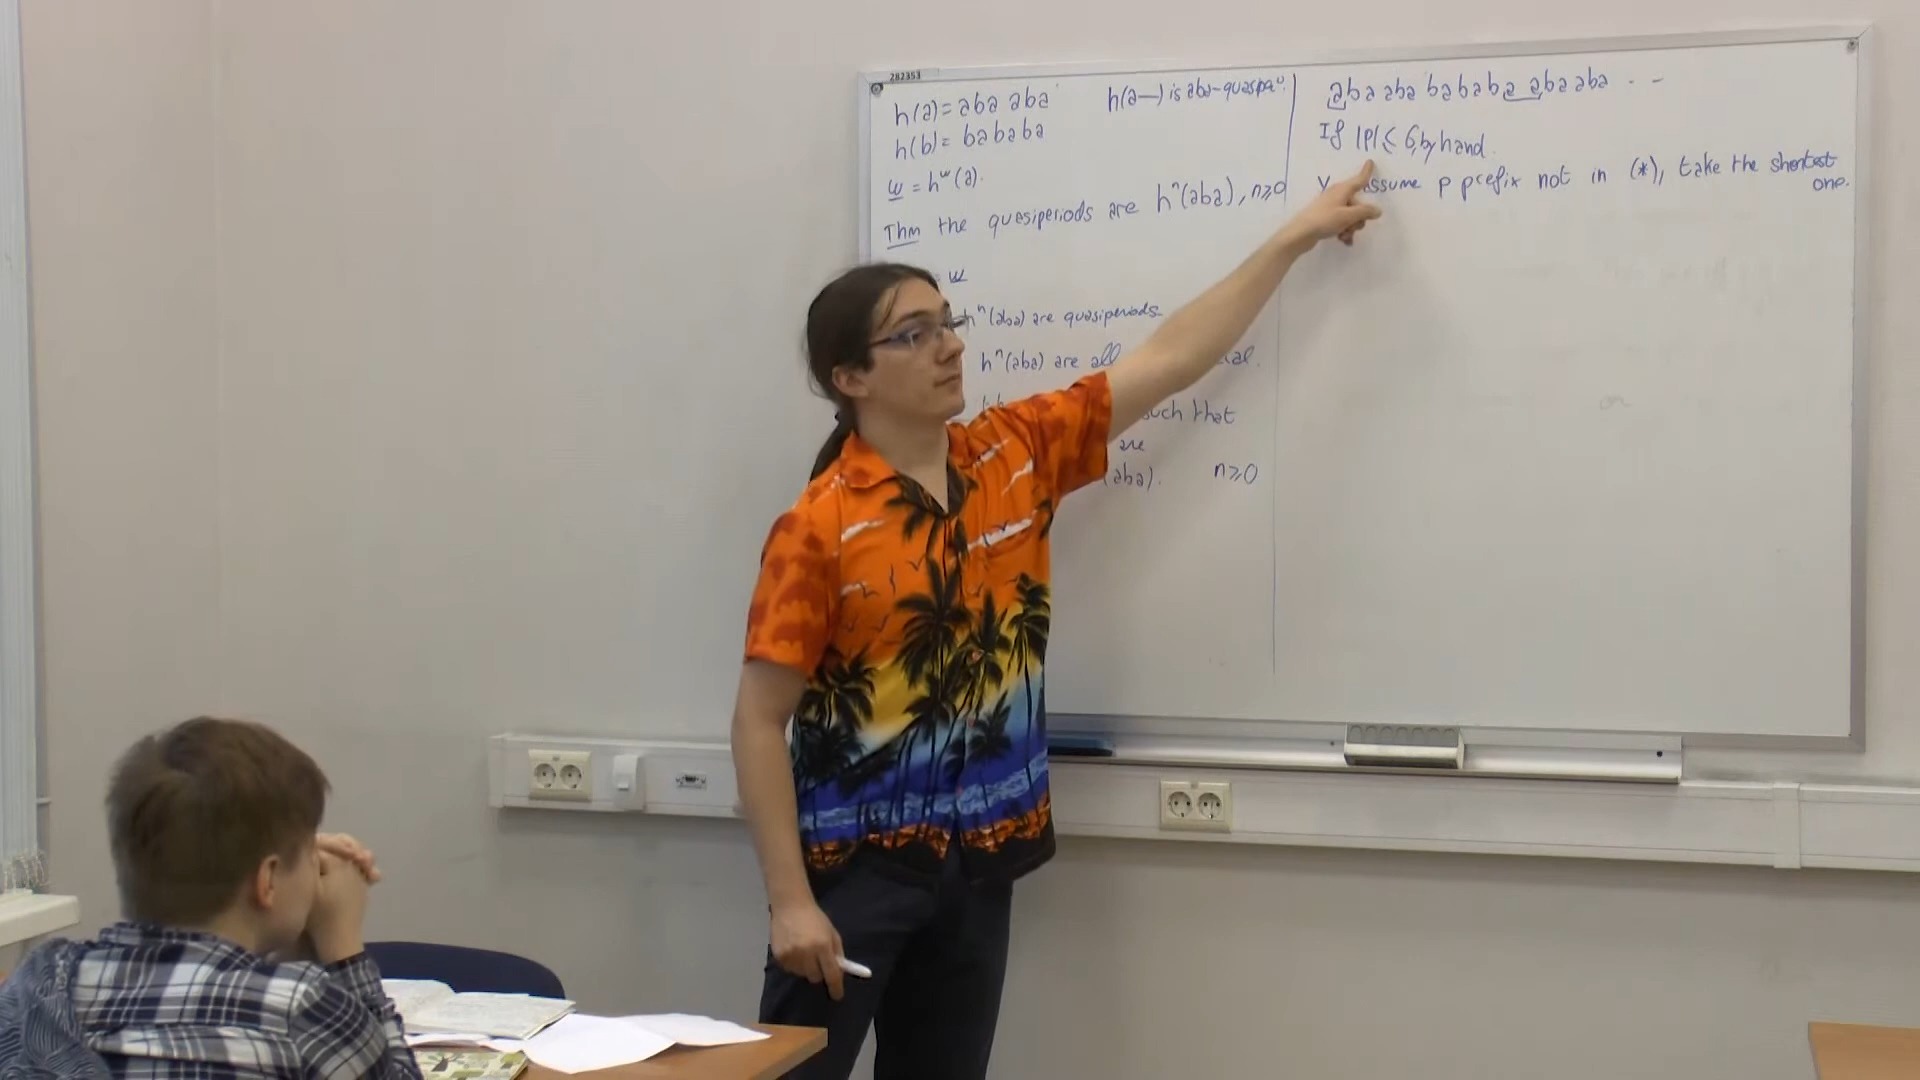 282353
h(a) = aba aba
h(a—) is aba-quasiper.
h(b) = bababa
w = h^ω(a).
Thm the quasiperiods are h^n(aba), n≥0
= w
h^n(aba) are quasiperiods.
h^n(aba) are all
such that
are
(aba). n≥0
aba aba bababa aba aba . . –
If |p| ≤ 6, by hand.
assume p prefix not in (*), take the shortest
one.